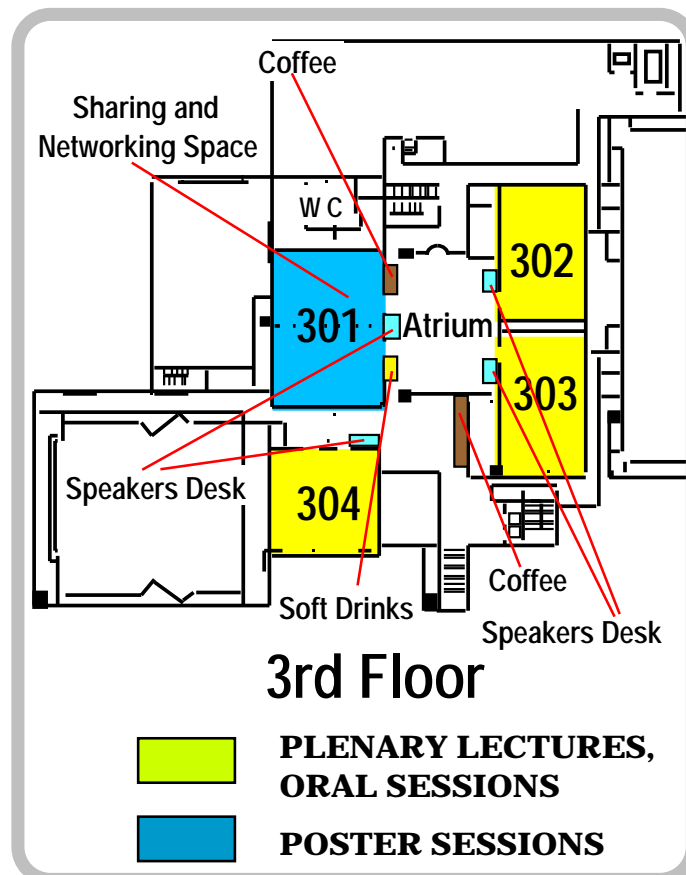 Coffee
Sharing and
Networking Space
W C
302
301
Atrium
303
Speakers Desk
304
Coffee
Soft Drinks
Speakers Desk
3rd Floor
PLENARY LECTURES,
ORAL SESSIONS
POSTER SESSIONS